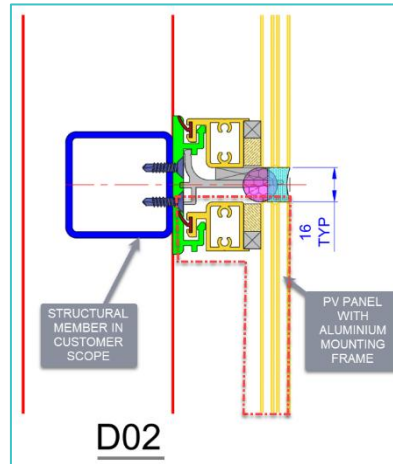 16
TYP
STRUCTURAL
MEMBER IN
CUSTOMER
SCOPE
PV PANEL
WITH
ALUMINIUM
MOUNTING
FRAME
D02